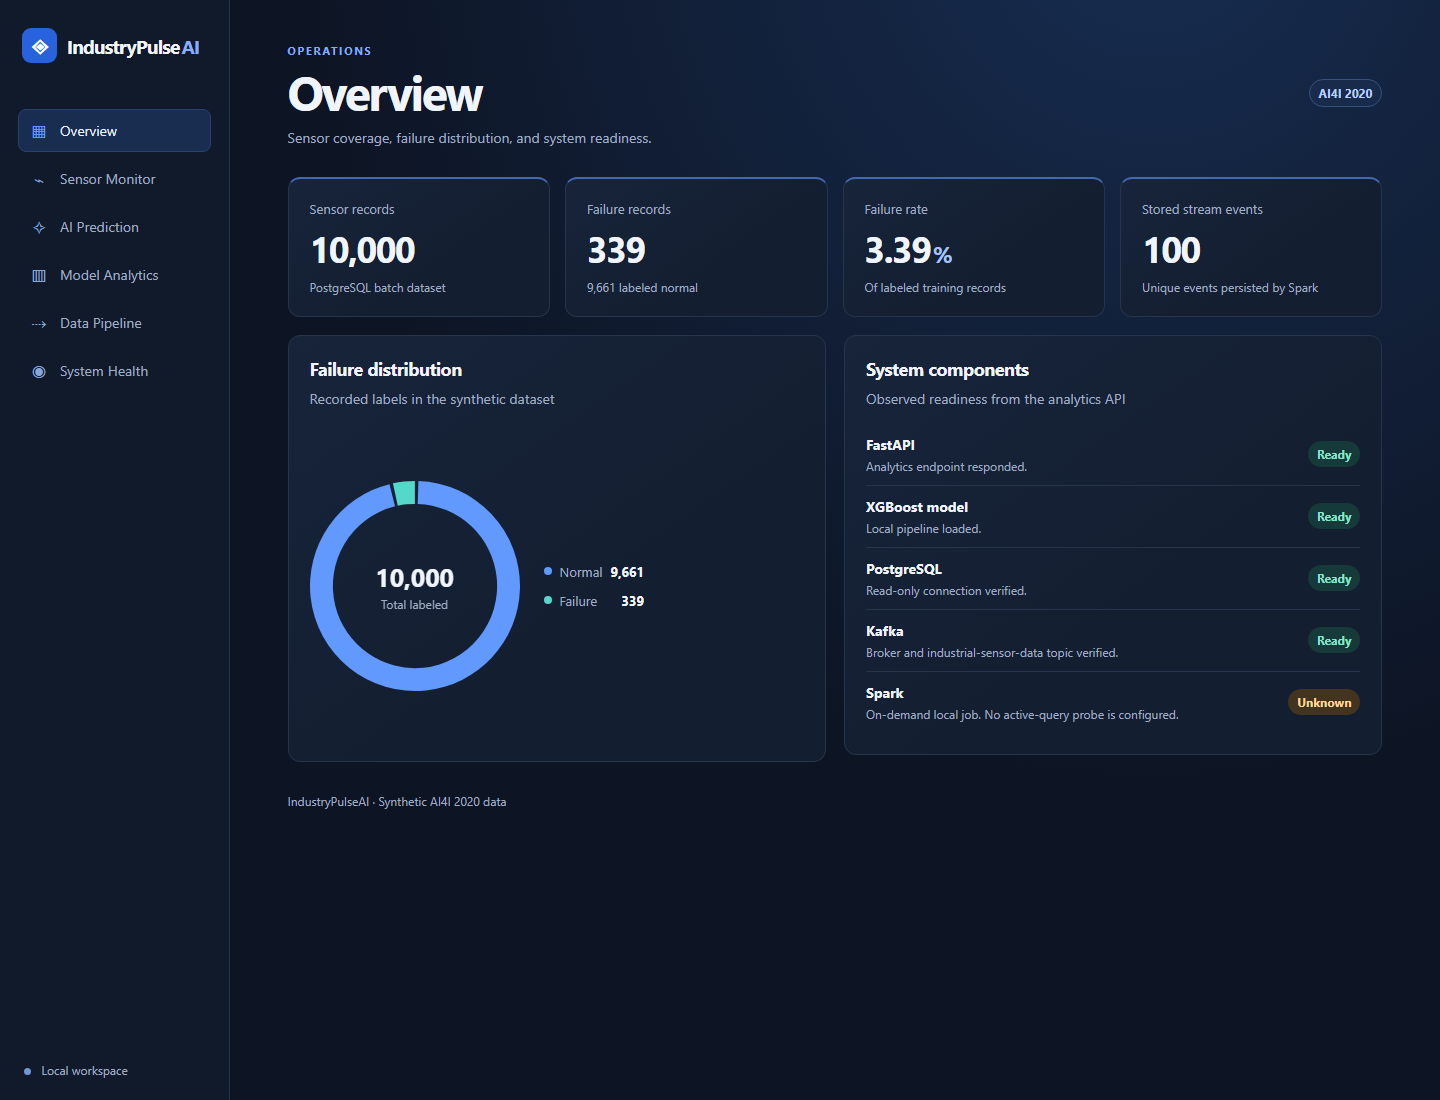 IndustryPulseAI
Overview
Sensor Monitor
AI Prediction
Model Analytics
Data Pipeline
System Health
Local workspace
OPERATIONS
Overview
AI4I 2020
Sensor coverage, failure distribution, and system readiness.
Sensor records
10,000
PostgreSQL batch dataset
Failure records
339
9,661 labeled normal
Failure rate
3.39%
Of labeled training records
Stored stream events
100
Unique events persisted by Spark
Failure distribution
Recorded labels in the synthetic dataset
10,000
Total labeled
Normal 9,661
Failure 339
System components
Observed readiness from the analytics API
FastAPI
Analytics endpoint responded.
Ready
XGBoost model
Local pipeline loaded.
Ready
PostgreSQL
Read-only connection verified.
Ready
Kafka
Broker and industrial-sensor-data topic verified.
Ready
Spark
On-demand local job. No active-query probe is configured.
Unknown
IndustryPulseAI · Synthetic AI4I 2020 data